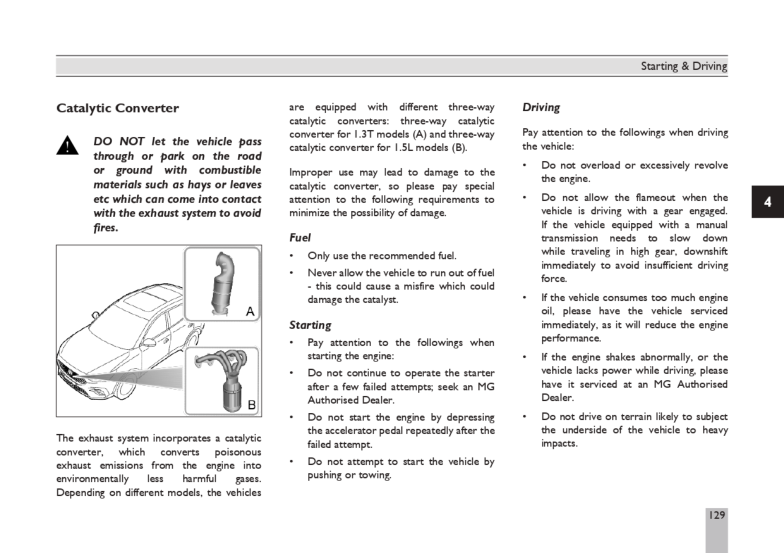 Starting & Driving
Catalytic Converter
DO NOT let the vehicle pass
through or park on the road
or ground with combustible
materials such as hays or leaves
etc which can come into contact
with the exhaust system to avoid
fires.
A
B
The exhaust system incorporates a catalytic
converter, which converts poisonous
exhaust emissions from the engine into
environmentally less harmful gases.
Depending on different models, the vehicles
are equipped with different three-way
catalytic converters: three-way catalytic
converter for 1.3T models (A) and three-way
catalytic converter for 1.5L models (B).
Improper use may lead to damage to the
catalytic converter, so please pay special
attention to the following requirements to
minimize the possibility of damage.
Fuel
• Only use the recommended fuel.
• Never allow the vehicle to run out of fuel
- this could cause a misfire which could
damage the catalyst.
Starting
• Pay attention to the followings when
starting the engine:
• Do not continue to operate the starter
after a few failed attempts; seek an MG
Authorised Dealer.
• Do not start the engine by depressing
the accelerator pedal repeatedly after the
failed attempt.
• Do not attempt to start the vehicle by
pushing or towing.
Driving
Pay attention to the followings when driving
the vehicle:
• Do not overload or excessively revolve
the engine.
• Do not allow the flameout when the
vehicle is driving with a gear engaged.
If the vehicle equipped with a manual
transmission needs to slow down
while traveling in high gear, downshift
immediately to avoid insufficient driving
force.
• If the vehicle consumes too much engine
oil, please have the vehicle serviced
immediately, as it will reduce the engine
performance.
• If the engine shakes abnormally, or the
vehicle lacks power while driving, please
have it serviced at an MG Authorised
Dealer.
• Do not drive on terrain likely to subject
the underside of the vehicle to heavy
impacts.
4
129